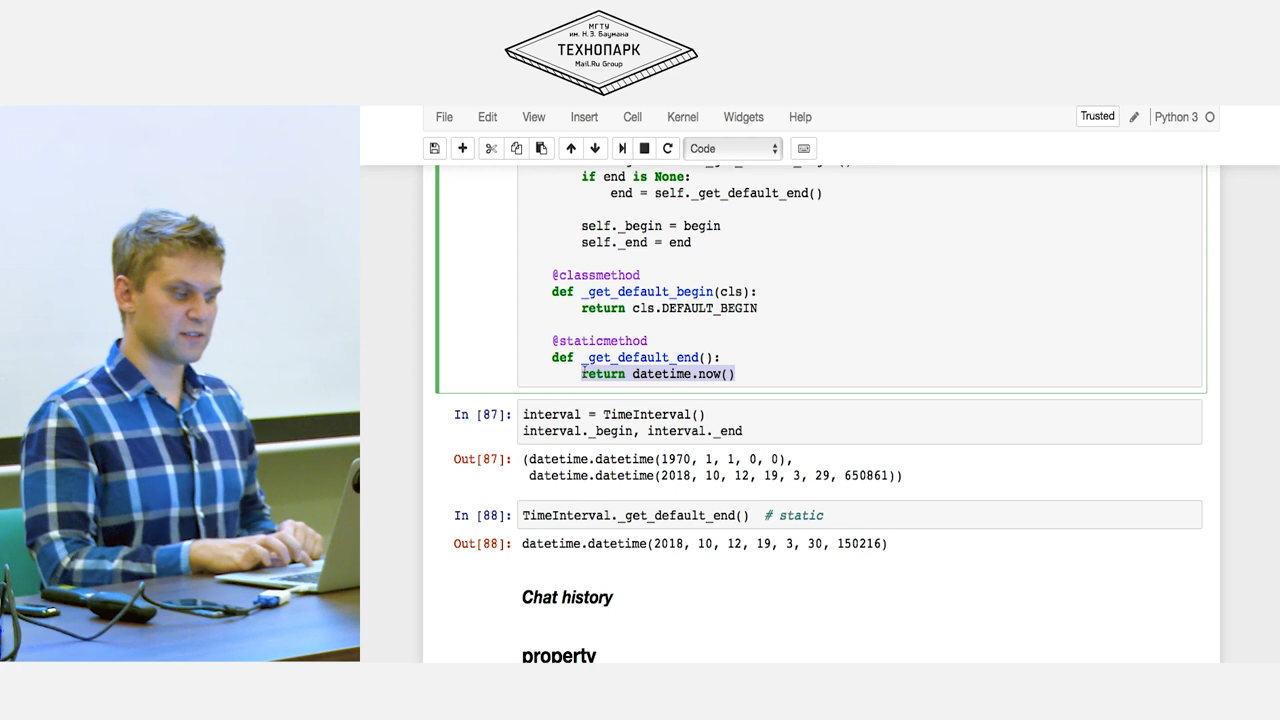 МГТУ
им. Н.Э. Баумана
ТЕХНОПАРК
Mail.Ru Group
File Edit View Insert Cell Kernel Widgets Help
Trusted
Python 3
Code
if end is None:
end = self._get_default_end()
self._begin = begin
self._end = end
@classmethod
def _get_default_begin(cls):
return cls.DEFAULT_BEGIN
@staticmethod
def _get_default_end():
return datetime.now()
In [87]: interval = TimeInterval()
interval._begin, interval._end
Out[87]: (datetime.datetime(1970, 1, 1, 0, 0),
datetime.datetime(2018, 10, 12, 19, 3, 29, 650861))
In [88]: TimeInterval._get_default_end()  # static
Out[88]: datetime.datetime(2018, 10, 12, 19, 3, 30, 150216)
Chat history
property